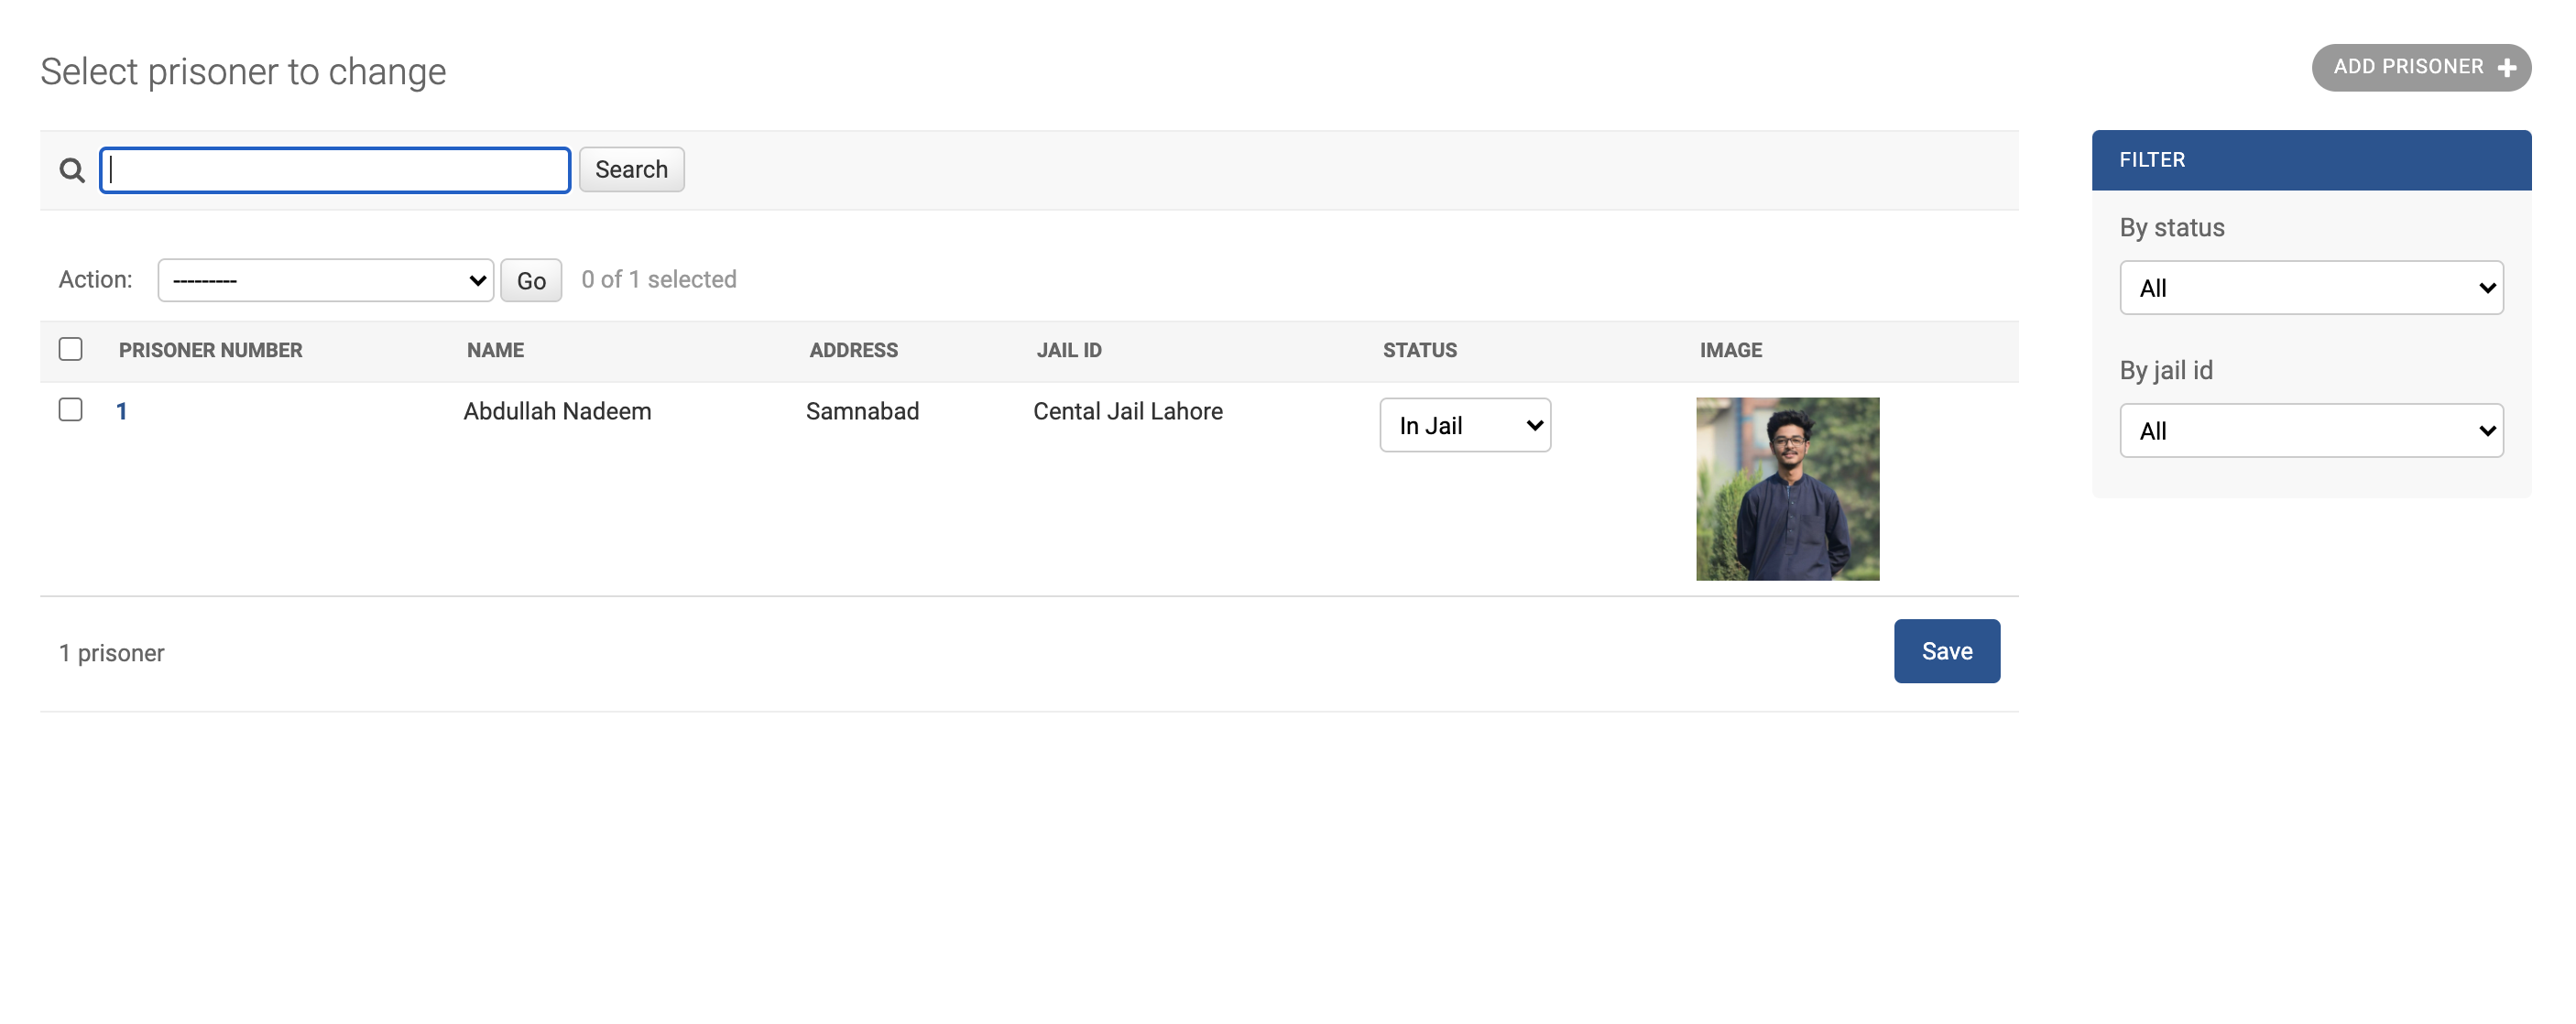 Select prisoner to change
ADD PRISONER
Search
FILTER
By status
All
By jail id
All
Action: --------- Go 0 of 1 selected
PRISONER NUMBER NAME ADDRESS JAIL ID STATUS IMAGE
1 Abdullah Nadeem Samnabad Cental Jail Lahore In Jail
1 prisoner
Save